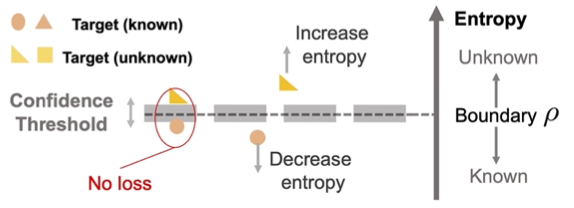 Target (known)
Target (unknown)
Confidence
Threshold
No loss
Increase
entropy
Decrease
entropy
Entropy
Unknown
Boundary ρ
Known